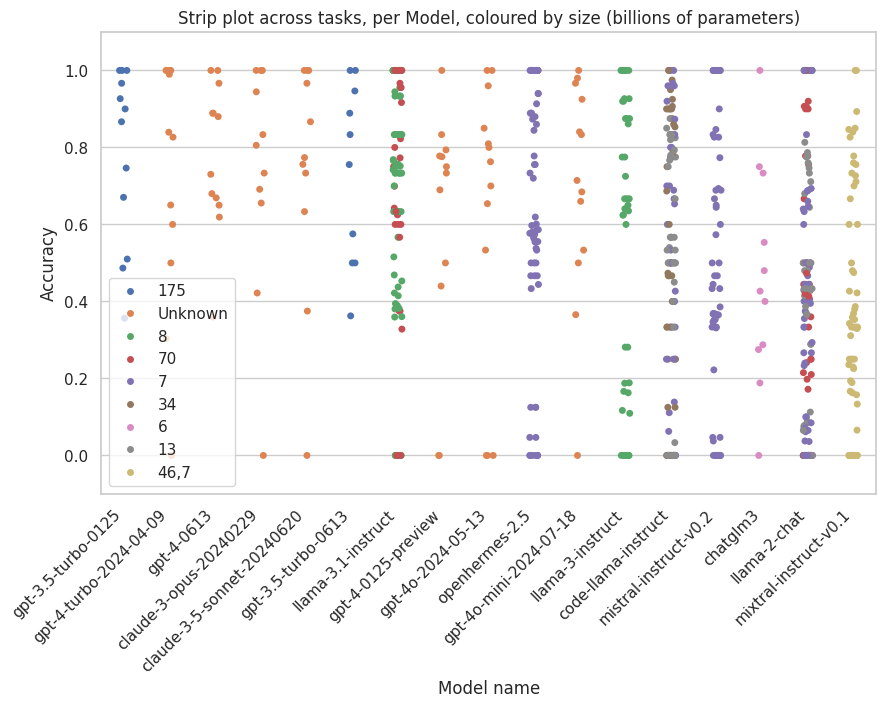 Strip plot across tasks, per Model, coloured by size (billions of parameters)
Accuracy
1.0
0.8
0.6
0.4
0.2
0.0
175
Unknown
8
70
7
34
6
13
46,7
gpt-3.5-turbo-0125
gpt-4-turbo-2024-04-09
gpt-4-0613
claude-3-opus-20240229
claude-3-5-sonnet-20240620
gpt-3.5-turbo-0613
llama-3.1-instruct
gpt-4-0125-preview
gpt-4o-2024-05-13
openhermes-2.5
gpt-4o-mini-2024-07-18
llama-3-instruct
code-llama-instruct
mistral-instruct-v0.2
chatglm3
llama-2-chat
mixtral-instruct-v0.1
Model name